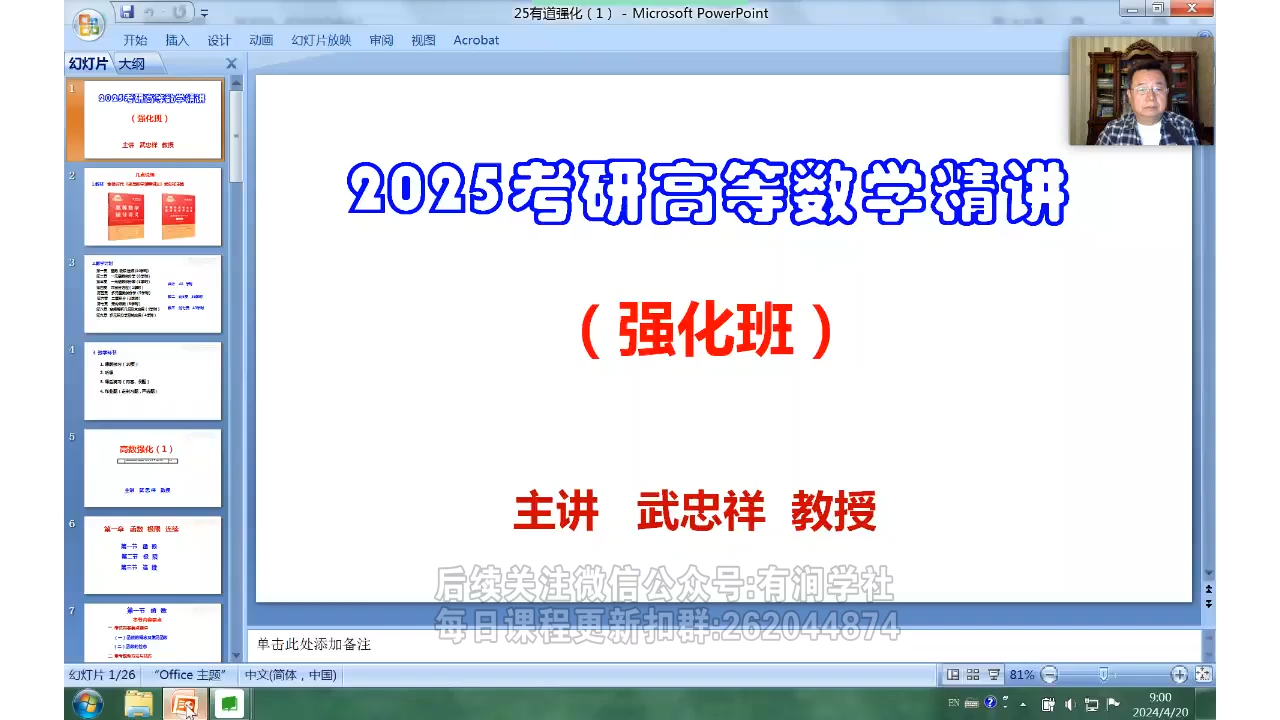 25有道强化（1） - Microsoft PowerPoint
开始 插入 设计 动画 幻灯片放映 审阅 视图 Acrobat
幻灯片 大纲
1
2025考研高等数学精讲
（强化班）
主讲 武忠祥 教授
2
几点说明
3
4
5
高数强化（1）
主讲 武忠祥 教授
6
第一章 函数 极限 连续
第一节 函 数
第二节 极 限
第三节 连 续
7
第一节 函 数
2025考研高等数学精讲
（强化班）
主讲 武忠祥 教授
后续关注微信公众号:有润学社
每日课程更新扣群:262044874
单击此处添加备注
幻灯片 1/26 “Office 主题” 中文(简体，中国) 81%
EN 9:00
2024/4/20